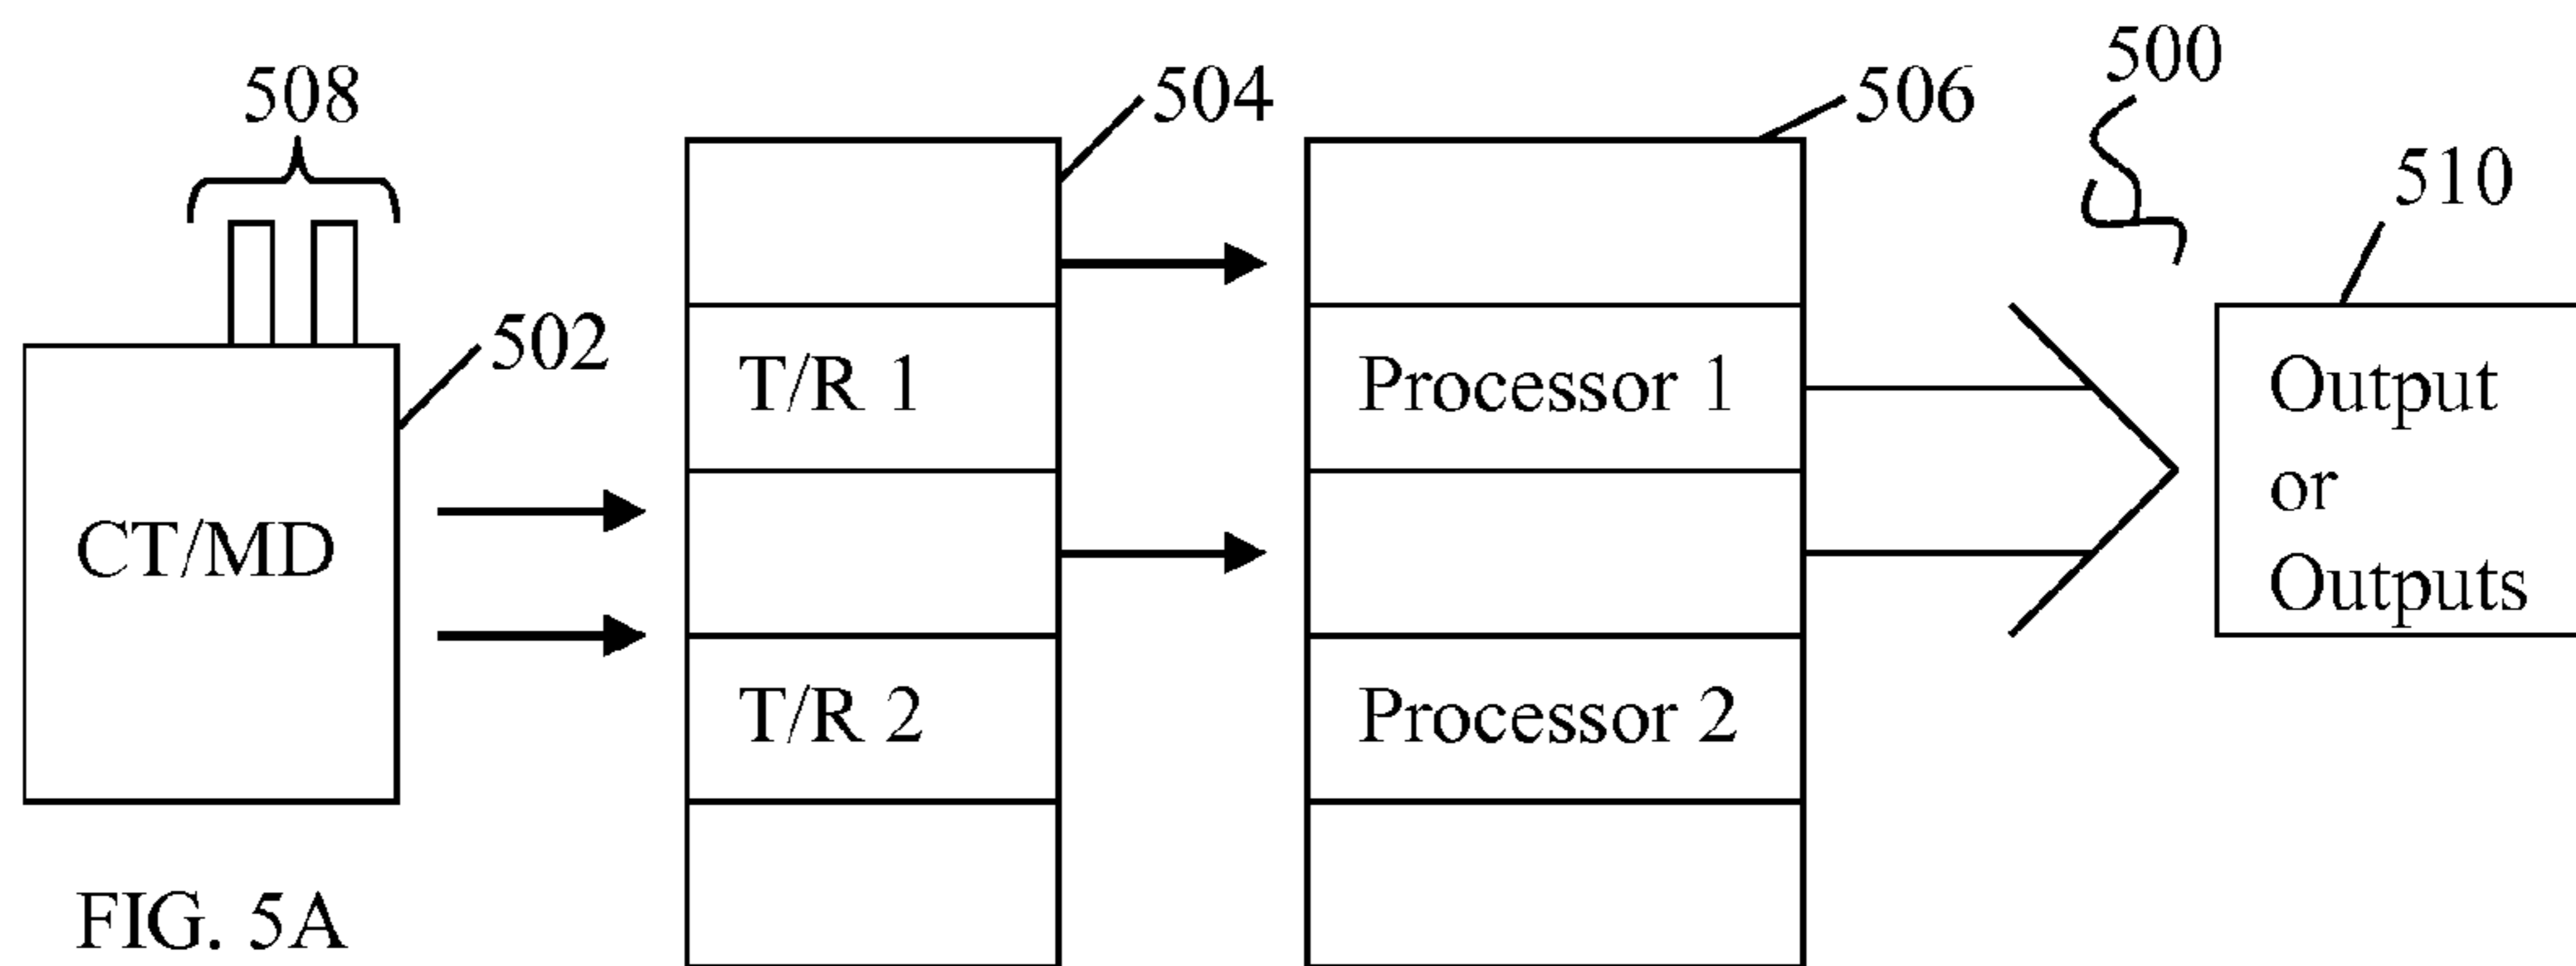 508
504
506
500
510
502
CT/MD
T/R 1
T/R 2
Processor 1
Processor 2
Output
or
Outputs
FIG. 5A